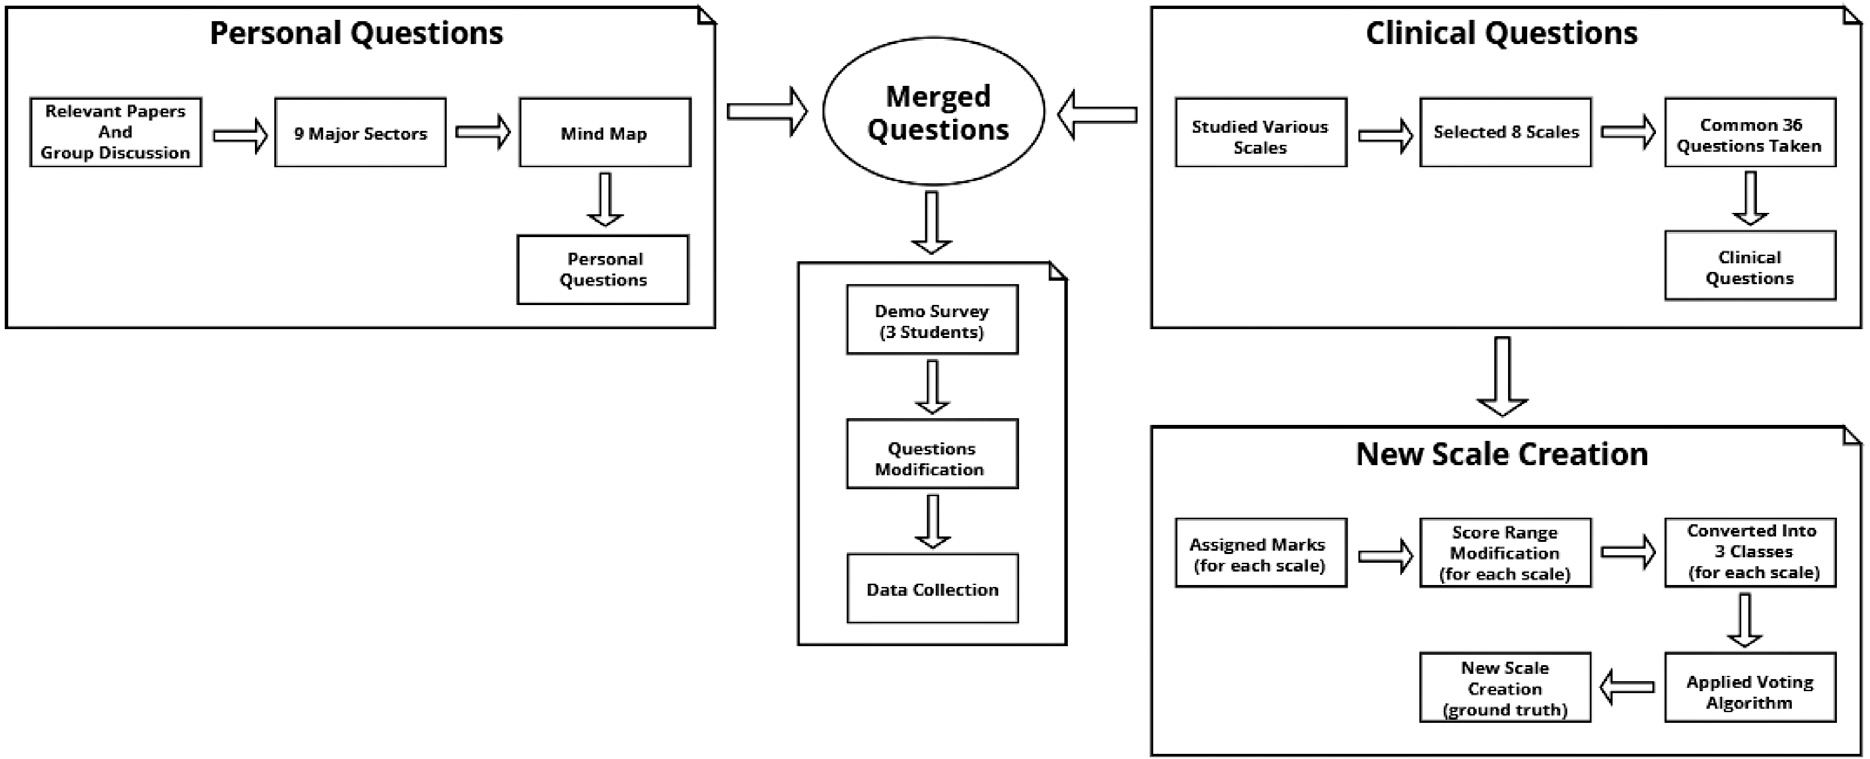 Personal Questions
Relevant Papers
And
Group Discussion
9 Major Sectors
Mind Map
Personal
Questions
Merged
Questions
Demo Survey
(3 Students)
Questions
Modification
Data Collection
Clinical Questions
Studied Various
Scales
Selected 8 Scales
Common 36
Questions Taken
Clinical
Questions
New Scale Creation
Assigned Marks
(for each scale)
Score Range
Modification
(for each scale)
Converted Into
3 Classes
(for each scale)
Applied Voting
Algorithm
New Scale
Creation
(ground truth)